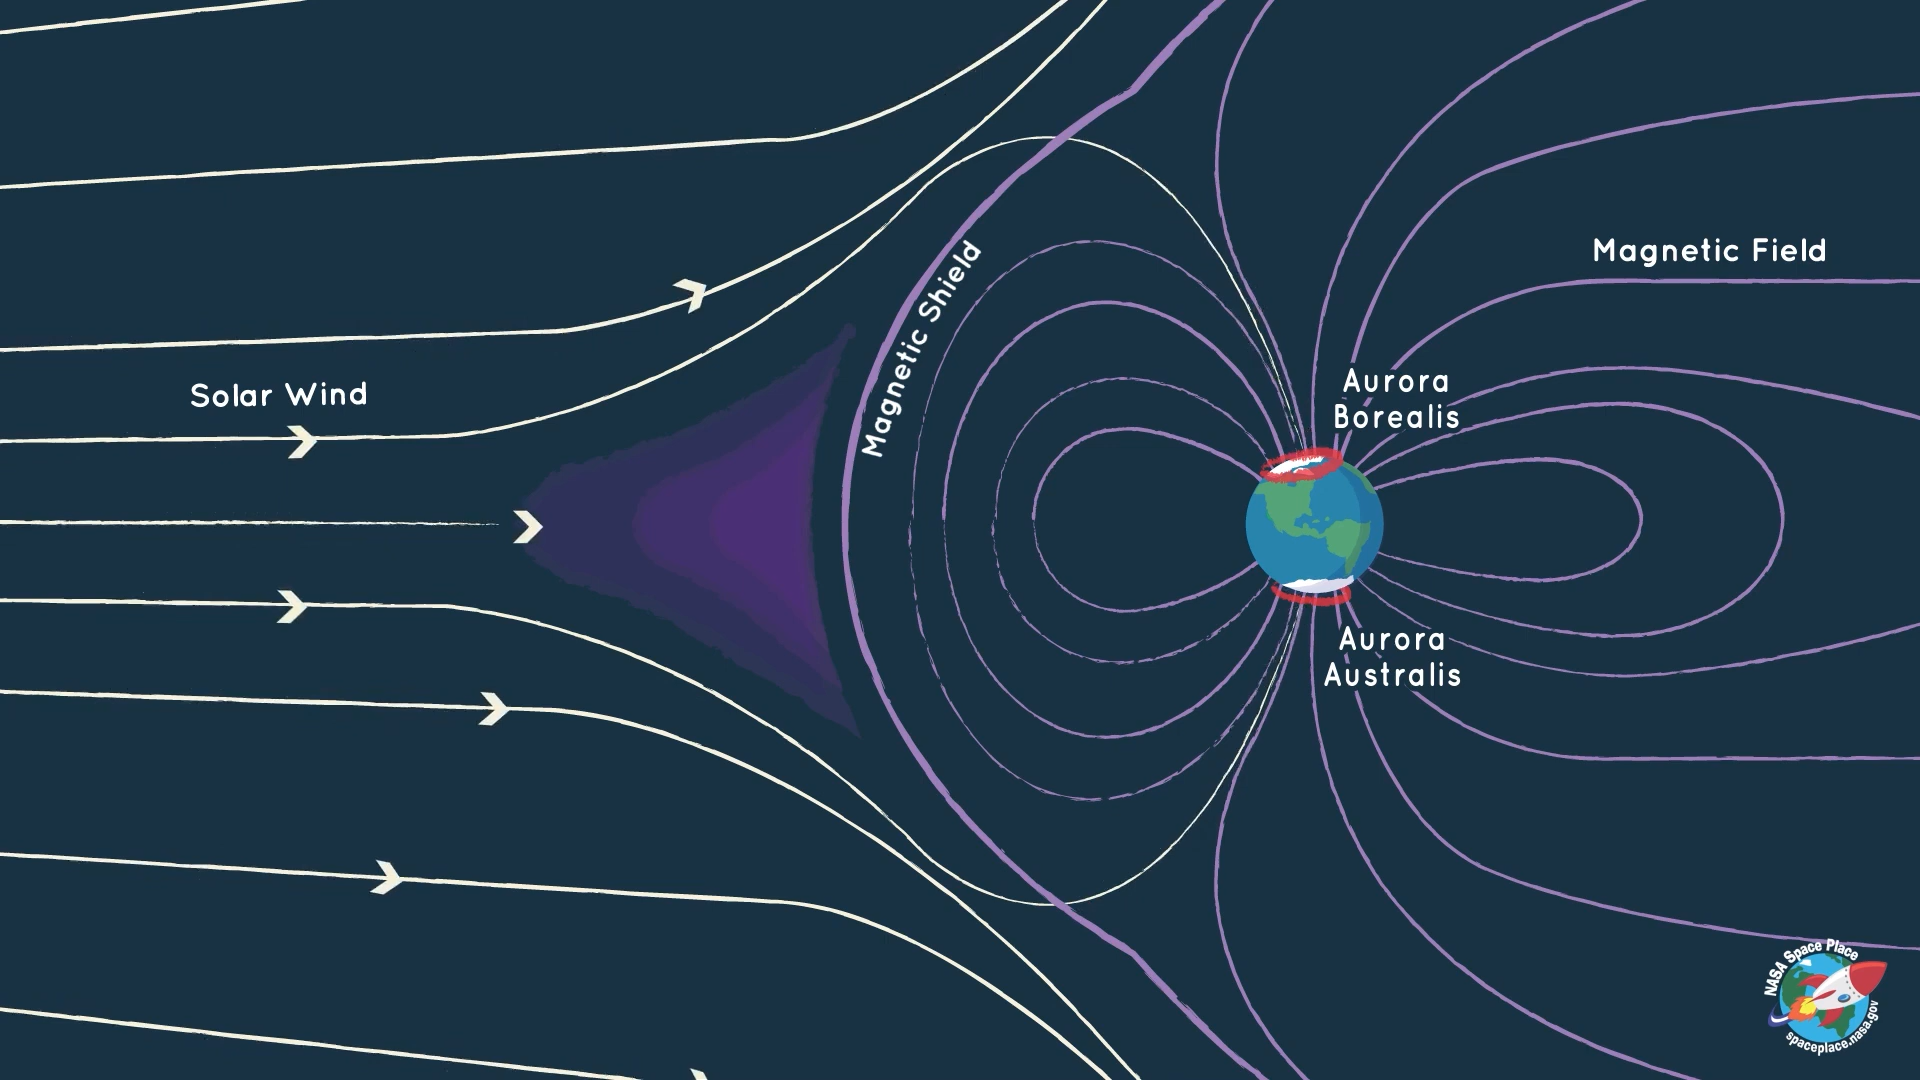 Magnetic Field
Magnetic Shield
Solar Wind
Aurora
Borealis
Aurora
Australis
NASA Space Place
spaceplace.nasa.gov